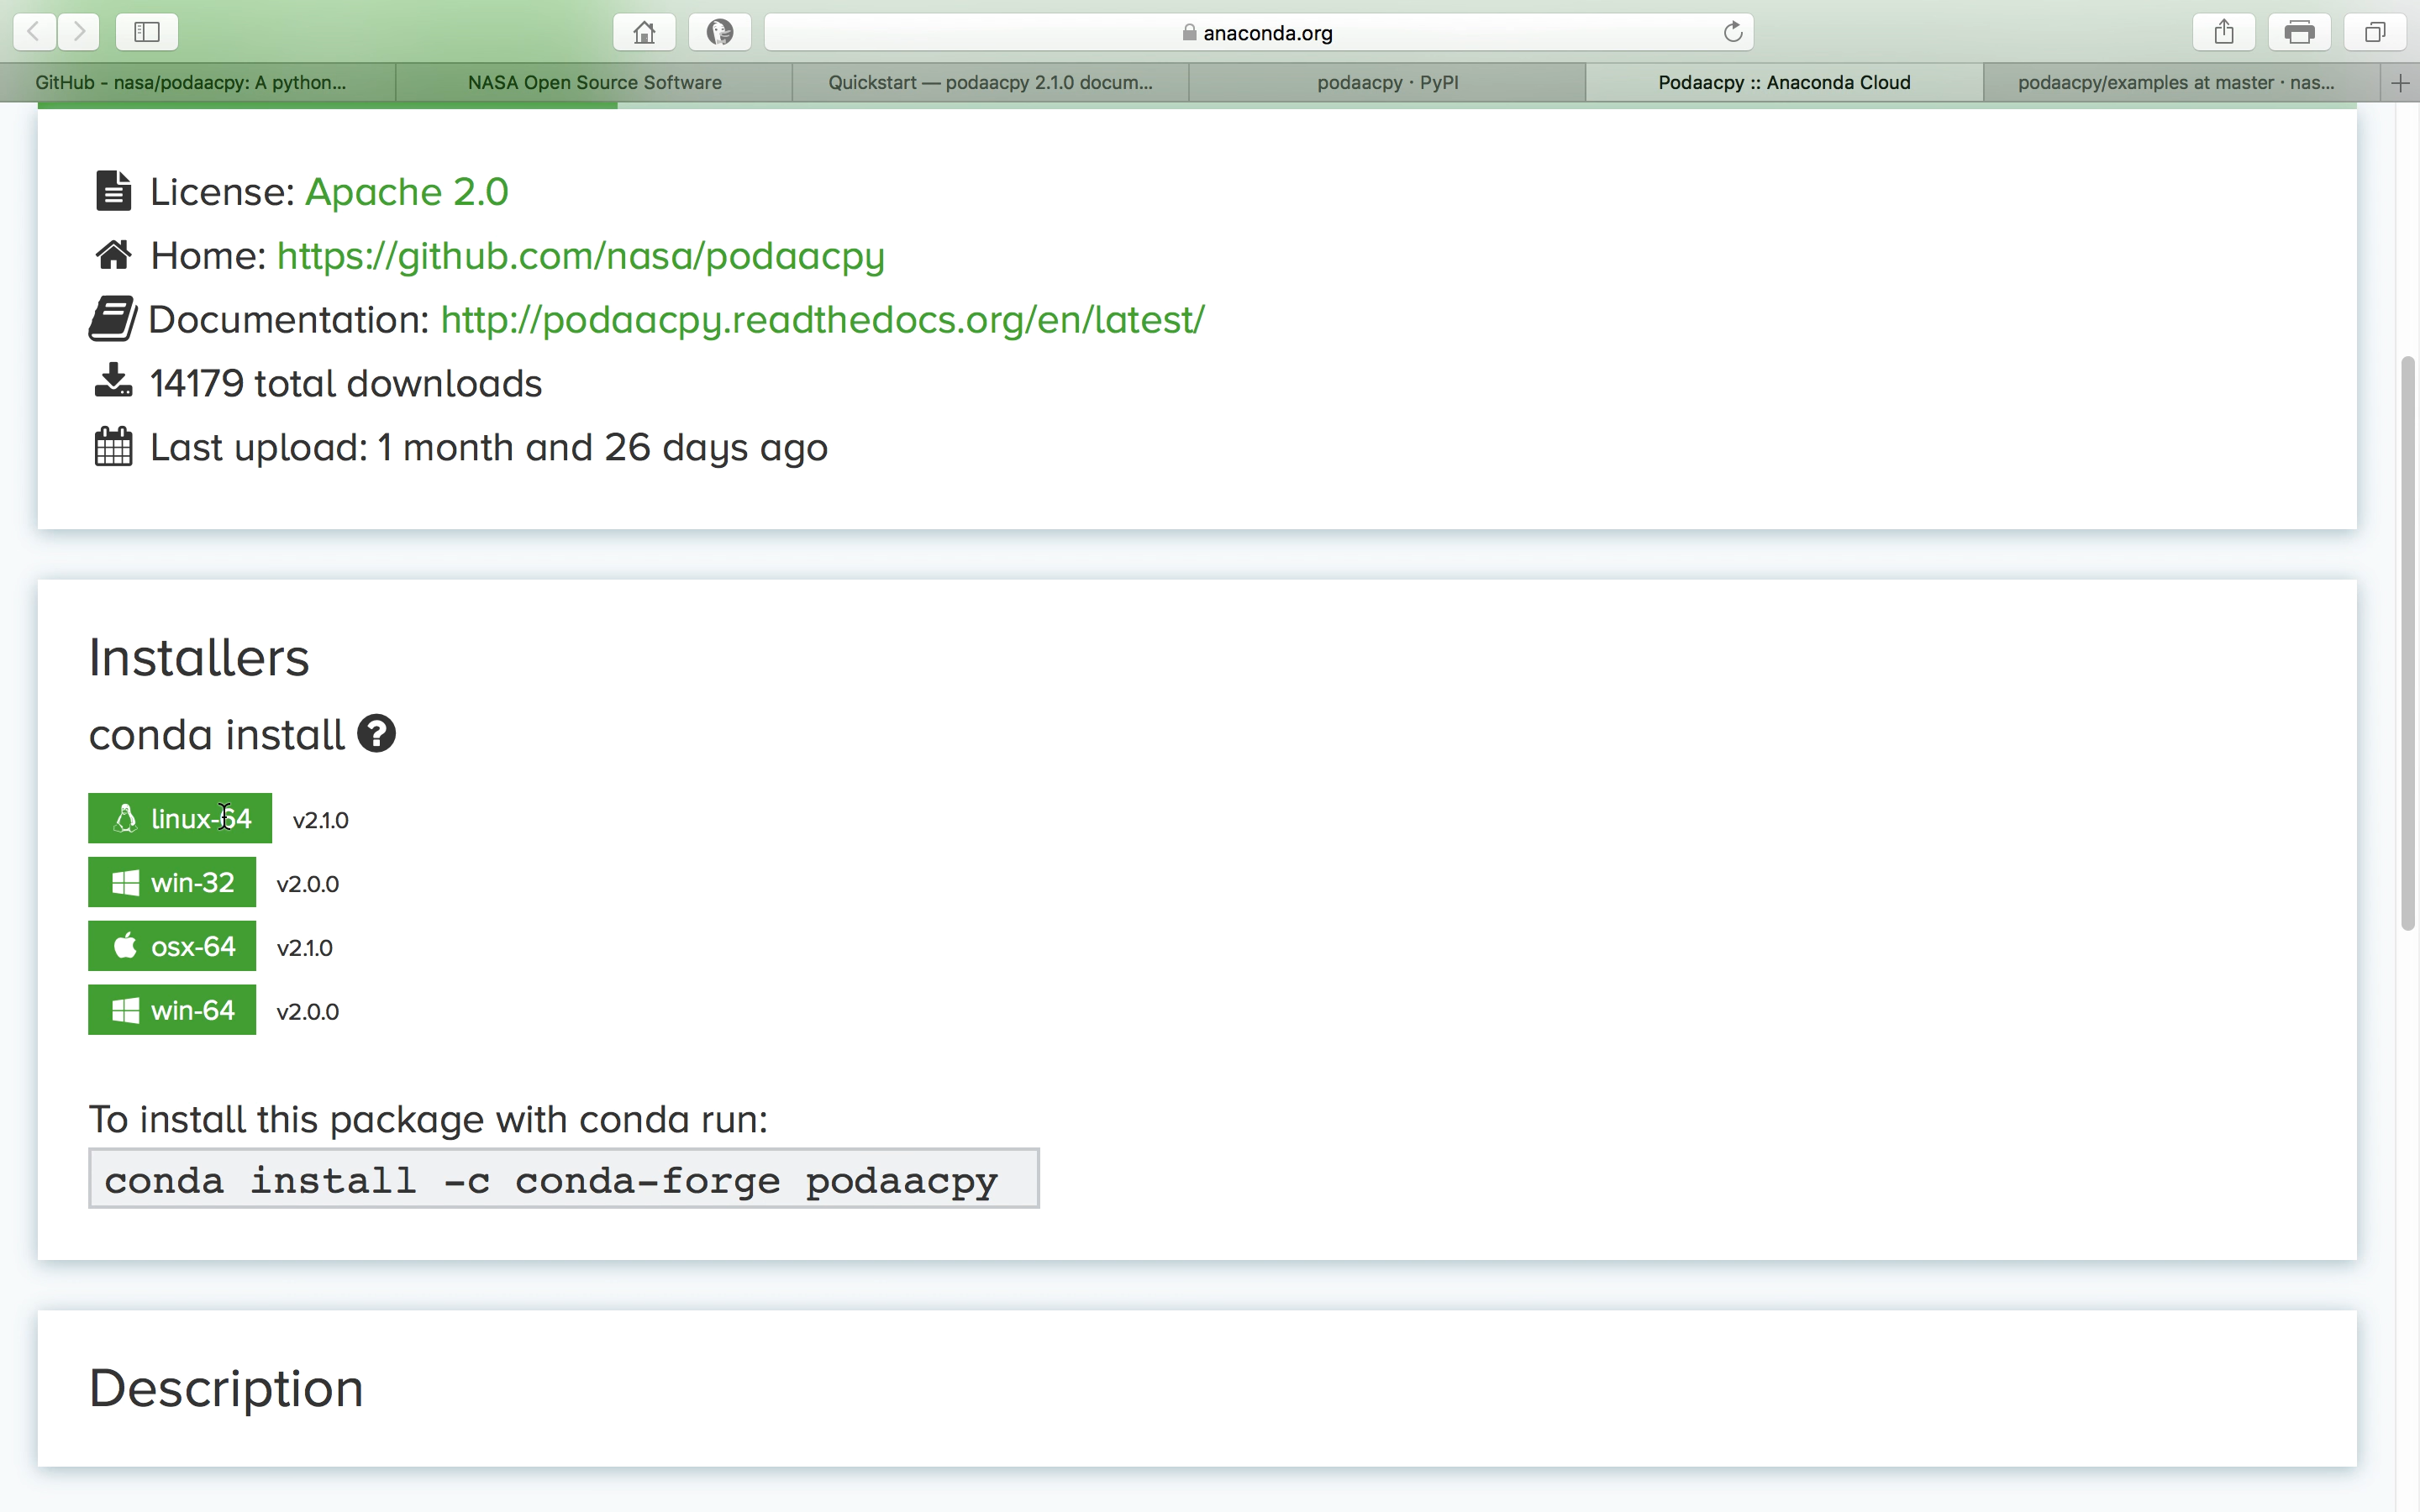 anaconda.org
GitHub - nasa/podaacpy: A python...
NASA Open Source Software
Quickstart — podaacpy 2.1.0 docum...
podaacpy · PyPI
Podaacpy :: Anaconda Cloud
podaacpy/examples at master · nas...
License: Apache 2.0
Home: https://github.com/nasa/podaacpy
Documentation: http://podaacpy.readthedocs.org/en/latest/
14179 total downloads
Last upload: 1 month and 26 days ago
Installers
conda install ?
linux-64 v2.1.0
win-32 v2.0.0
osx-64 v2.1.0
win-64 v2.0.0
To install this package with conda run:
conda install -c conda-forge podaacpy
Description